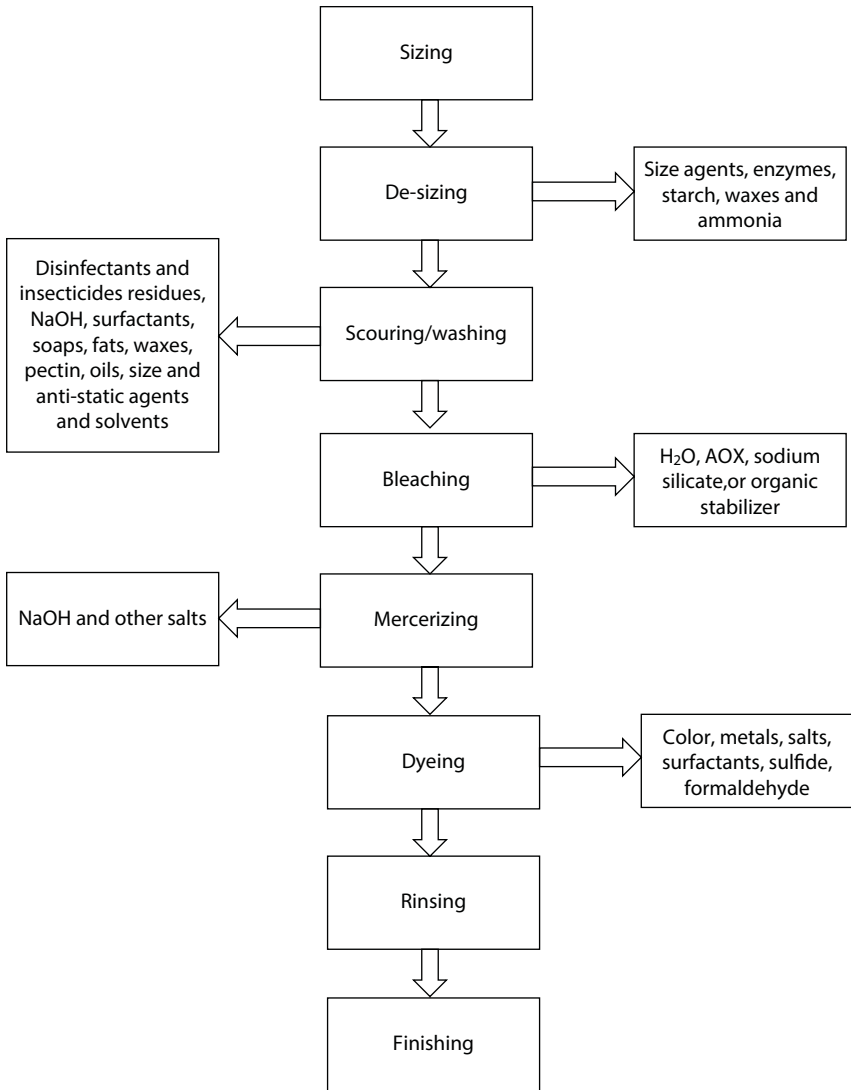 Sizing
De-sizing
Size agents, enzymes,
starch, waxes and
ammonia
Disinfectants and
insecticides residues,
NaOH, surfactants,
soaps, fats, waxes,
pectin, oils, size and
anti-static agents
and solvents
Scouring/washing
Bleaching
H₂O, AOX, sodium
silicate,or organic
stabilizer
NaOH and other salts
Mercerizing
Dyeing
Color, metals, salts,
surfactants, sulfide,
formaldehyde
Rinsing
Finishing